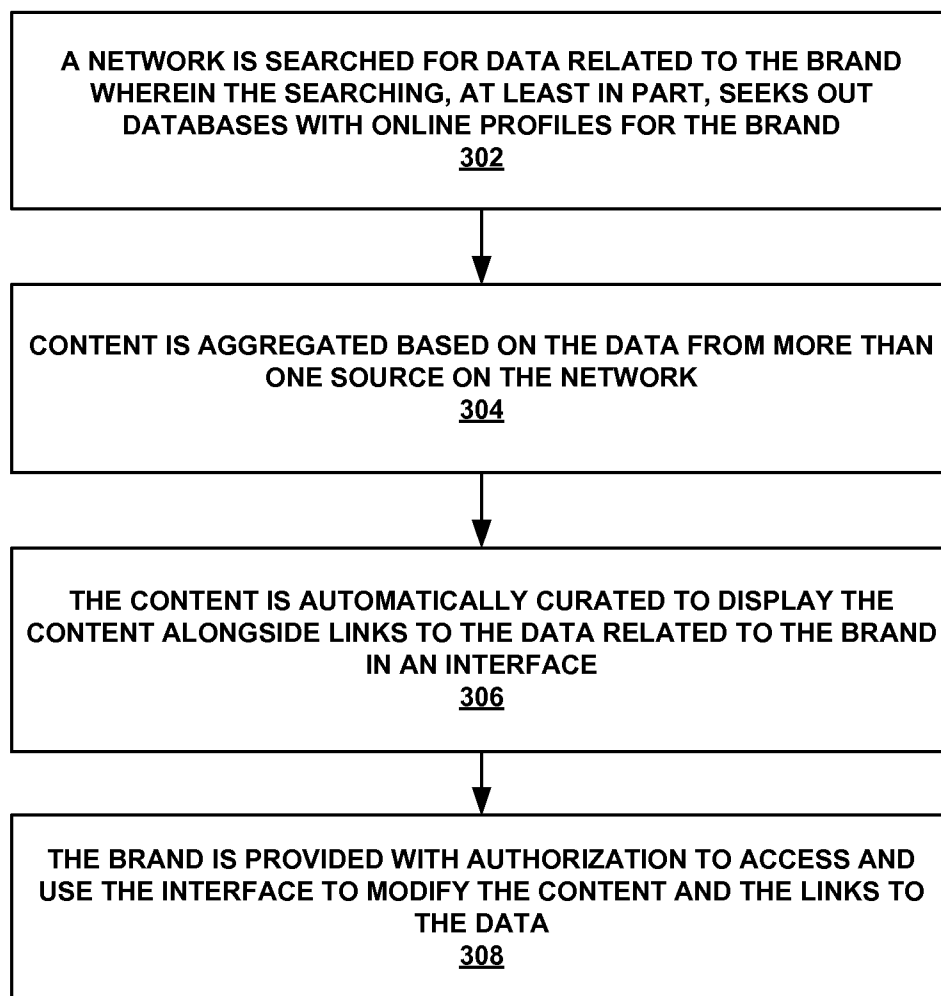 A NETWORK IS SEARCHED FOR DATA RELATED TO THE BRAND
WHEREIN THE SEARCHING, AT LEAST IN PART, SEEKS OUT
DATABASES WITH ONLINE PROFILES FOR THE BRAND
302
CONTENT IS AGGREGATED BASED ON THE DATA FROM MORE THAN
ONE SOURCE ON THE NETWORK
304
THE CONTENT IS AUTOMATICALLY CURATED TO DISPLAY THE
CONTENT ALONGSIDE LINKS TO THE DATA RELATED TO THE BRAND
IN AN INTERFACE
306
THE BRAND IS PROVIDED WITH AUTHORIZATION TO ACCESS AND
USE THE INTERFACE TO MODIFY THE CONTENT AND THE LINKS TO
THE DATA
308